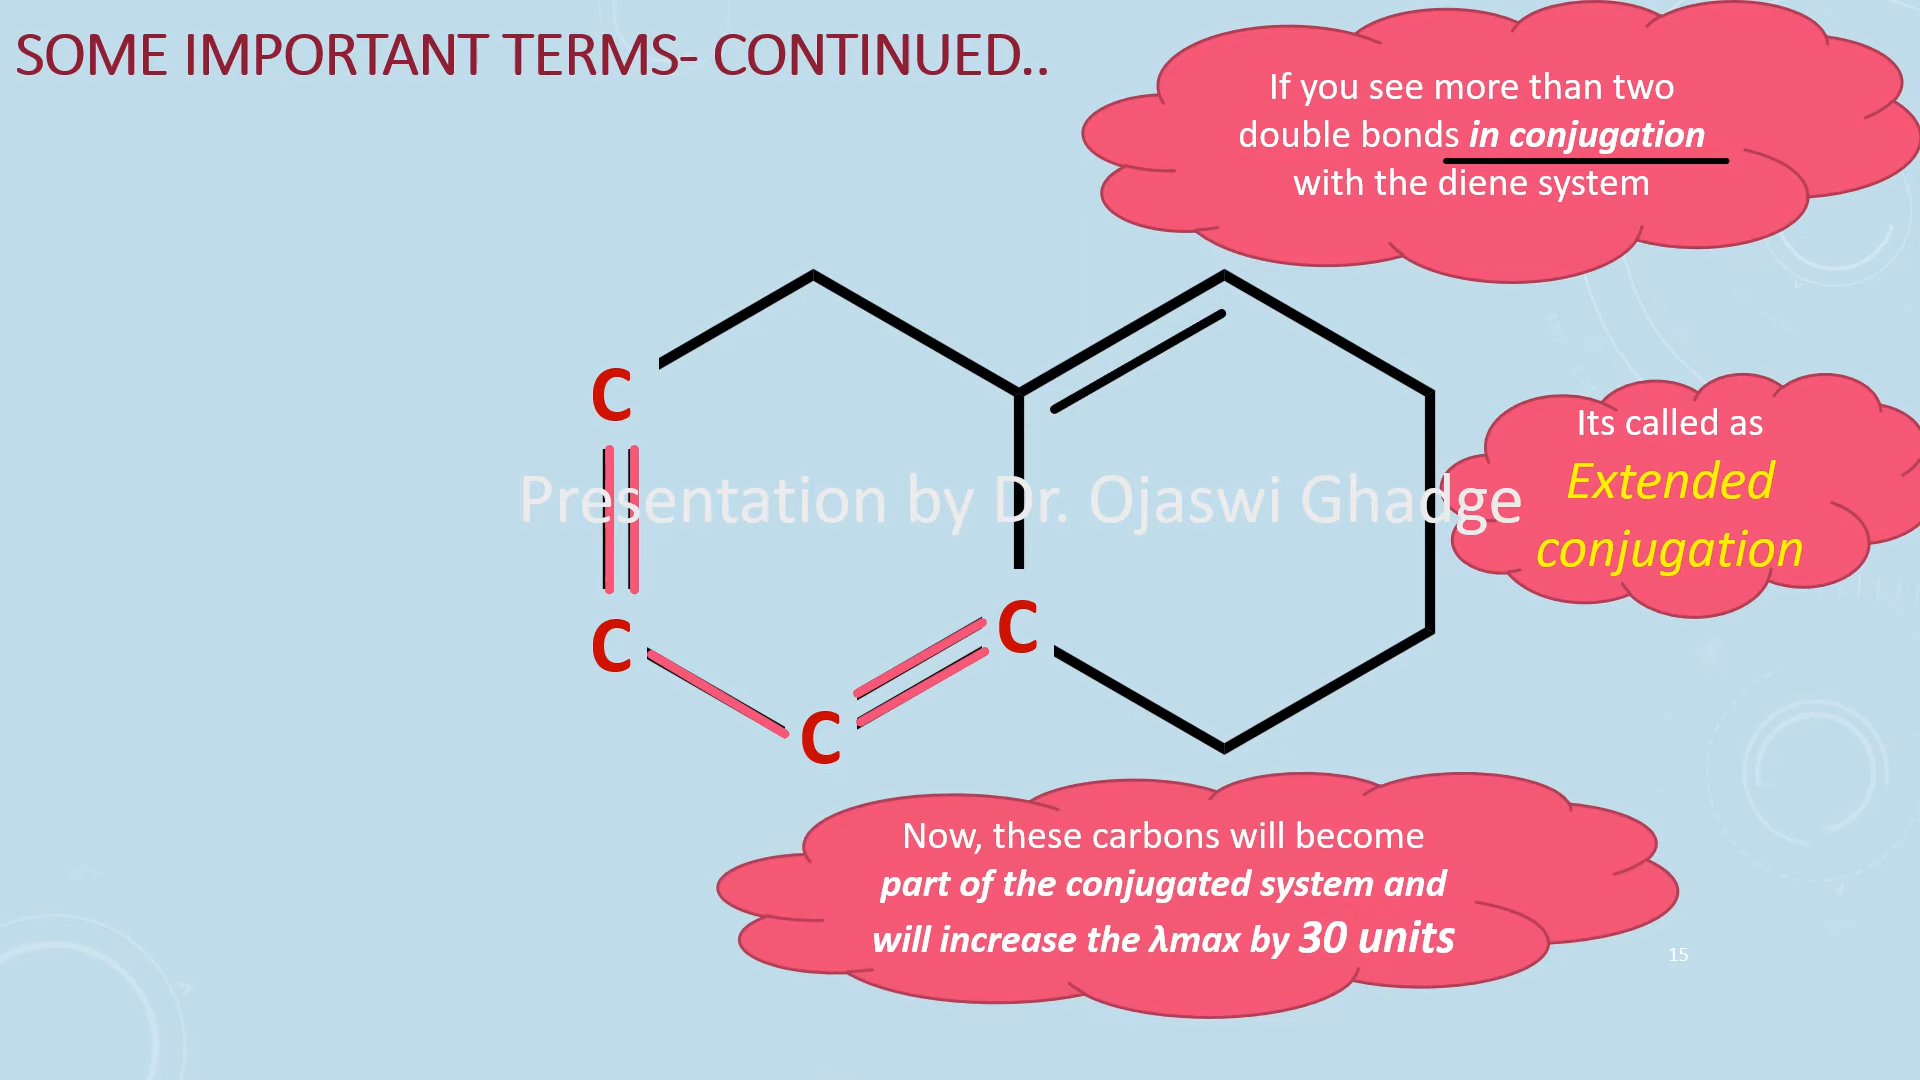 SOME IMPORTANT TERMS- CONTINUED..
If you see more than two
double bonds in conjugation
with the diene system
C
Its called as
Extended
conjugation
Presentation by Dr. Ojaswi Ghadge
C
C
C
Now, these carbons will become
part of the conjugated system and
will increase the λmax by 30 units
15